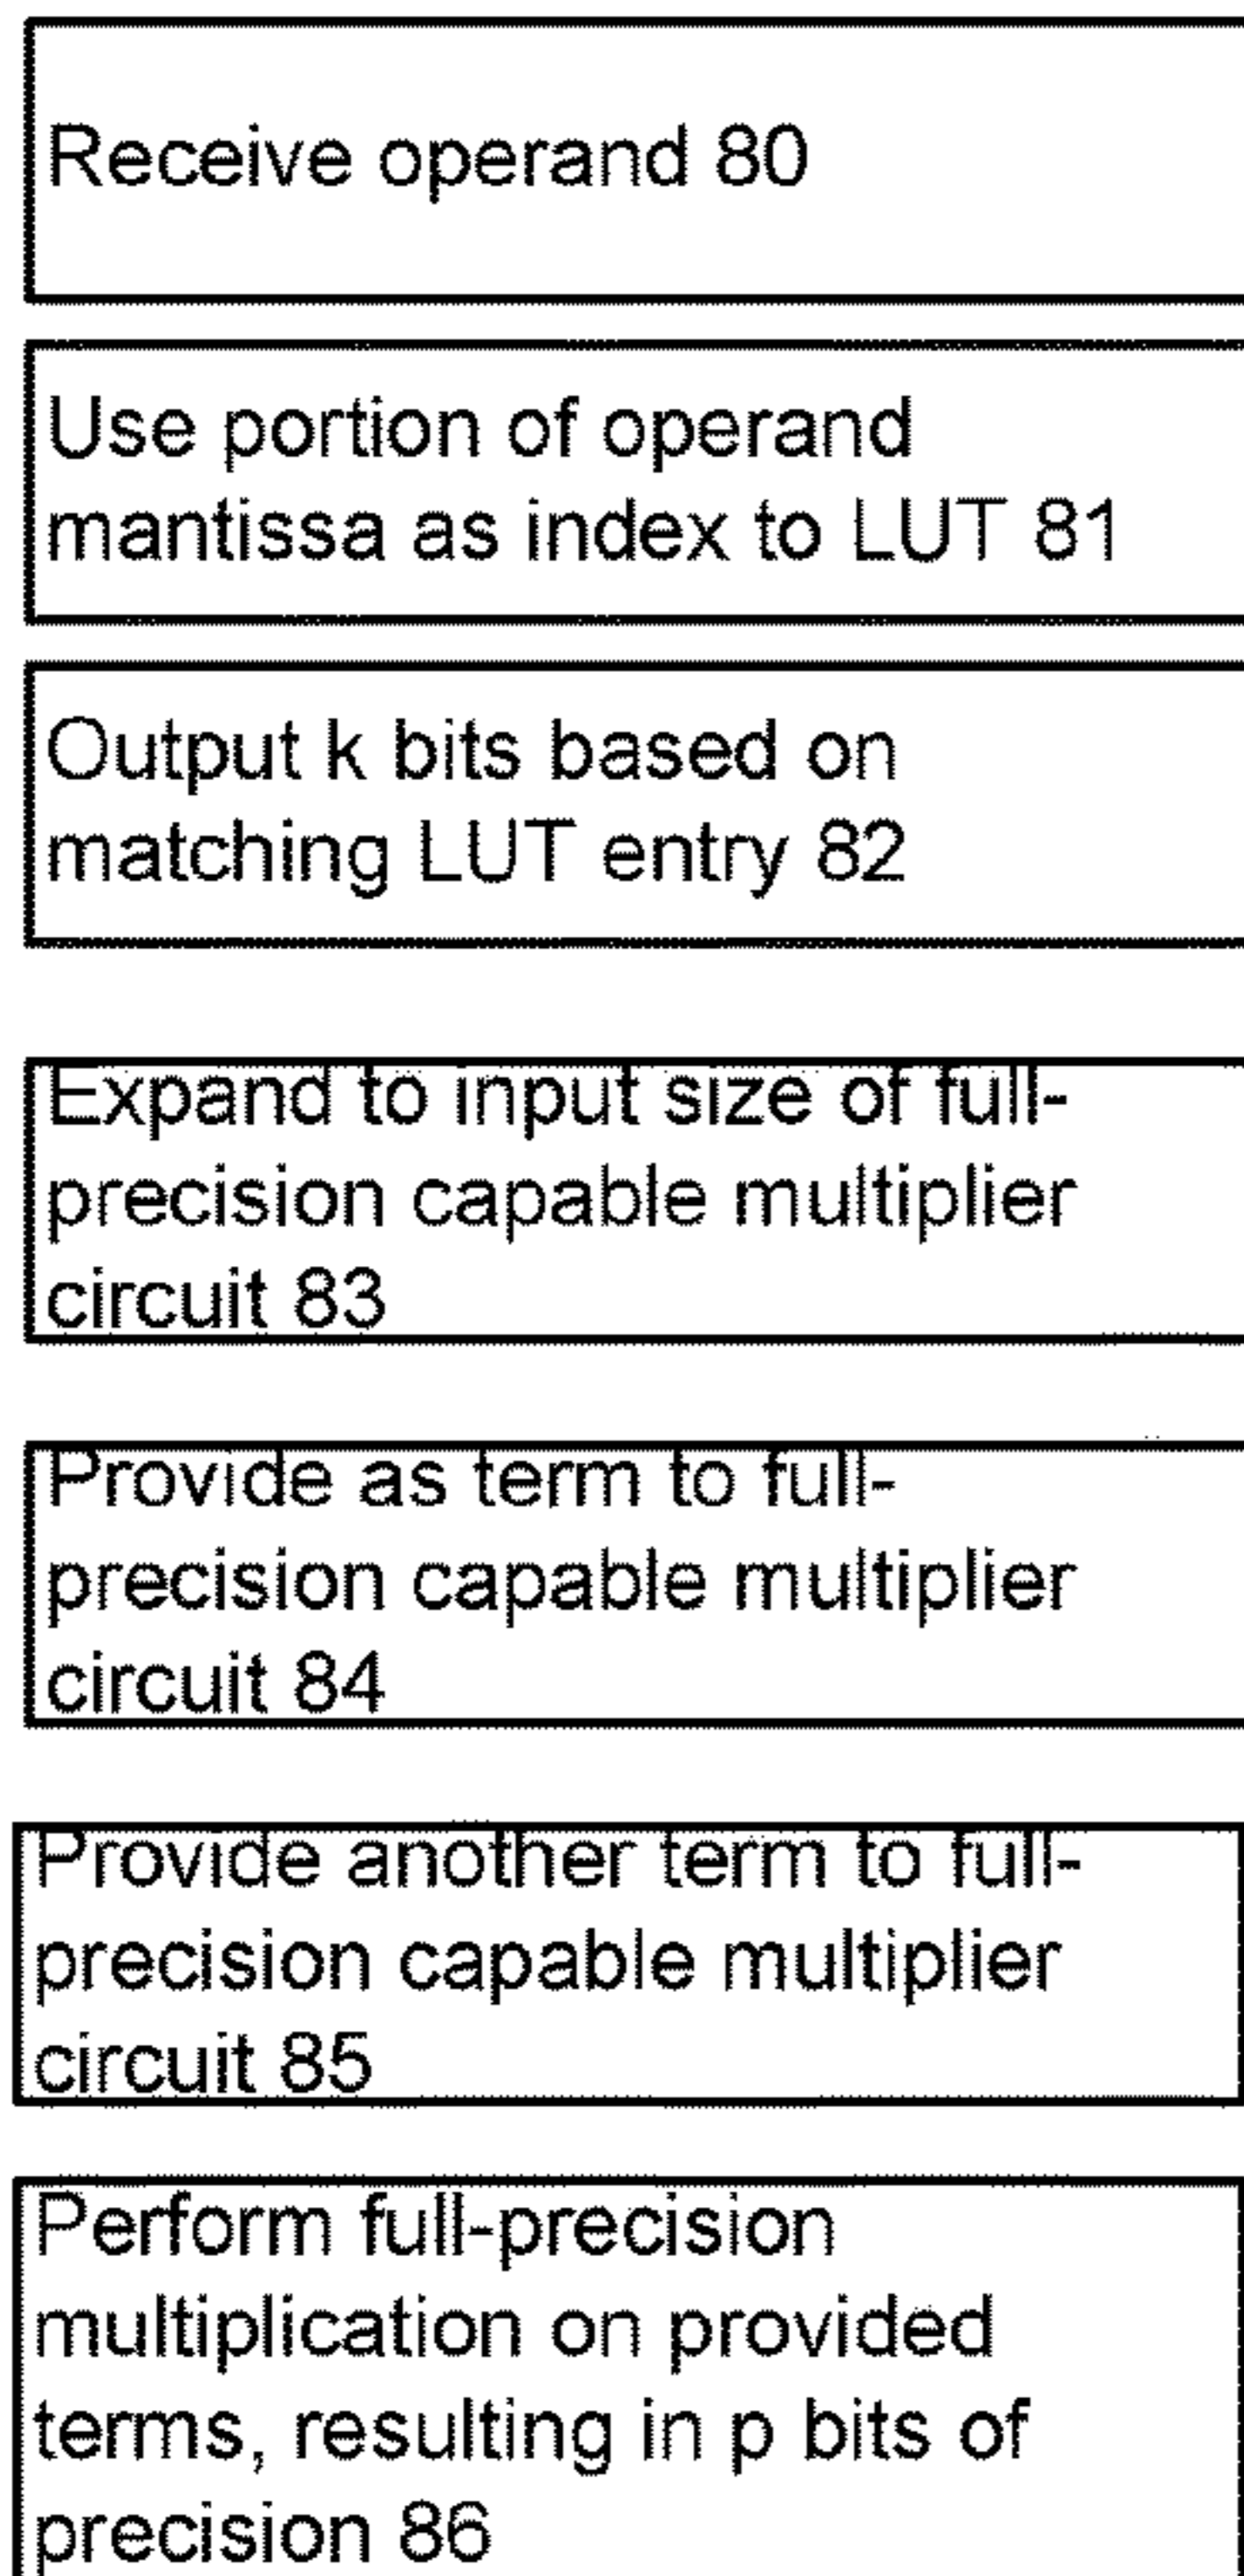 Receive operand 80
Use portion of operand
mantissa as index to LUT 81
Output k bits based on
matching LUT entry 82
Expand to input size of full-
precision capable multiplier
circuit 83
Provide as term to full-
precision capable multiplier
circuit 84
Provide another term to full-
precision capable multiplier
circuit 85
Perform full-precision
multiplication on provided
terms, resulting in p bits of
precision 86